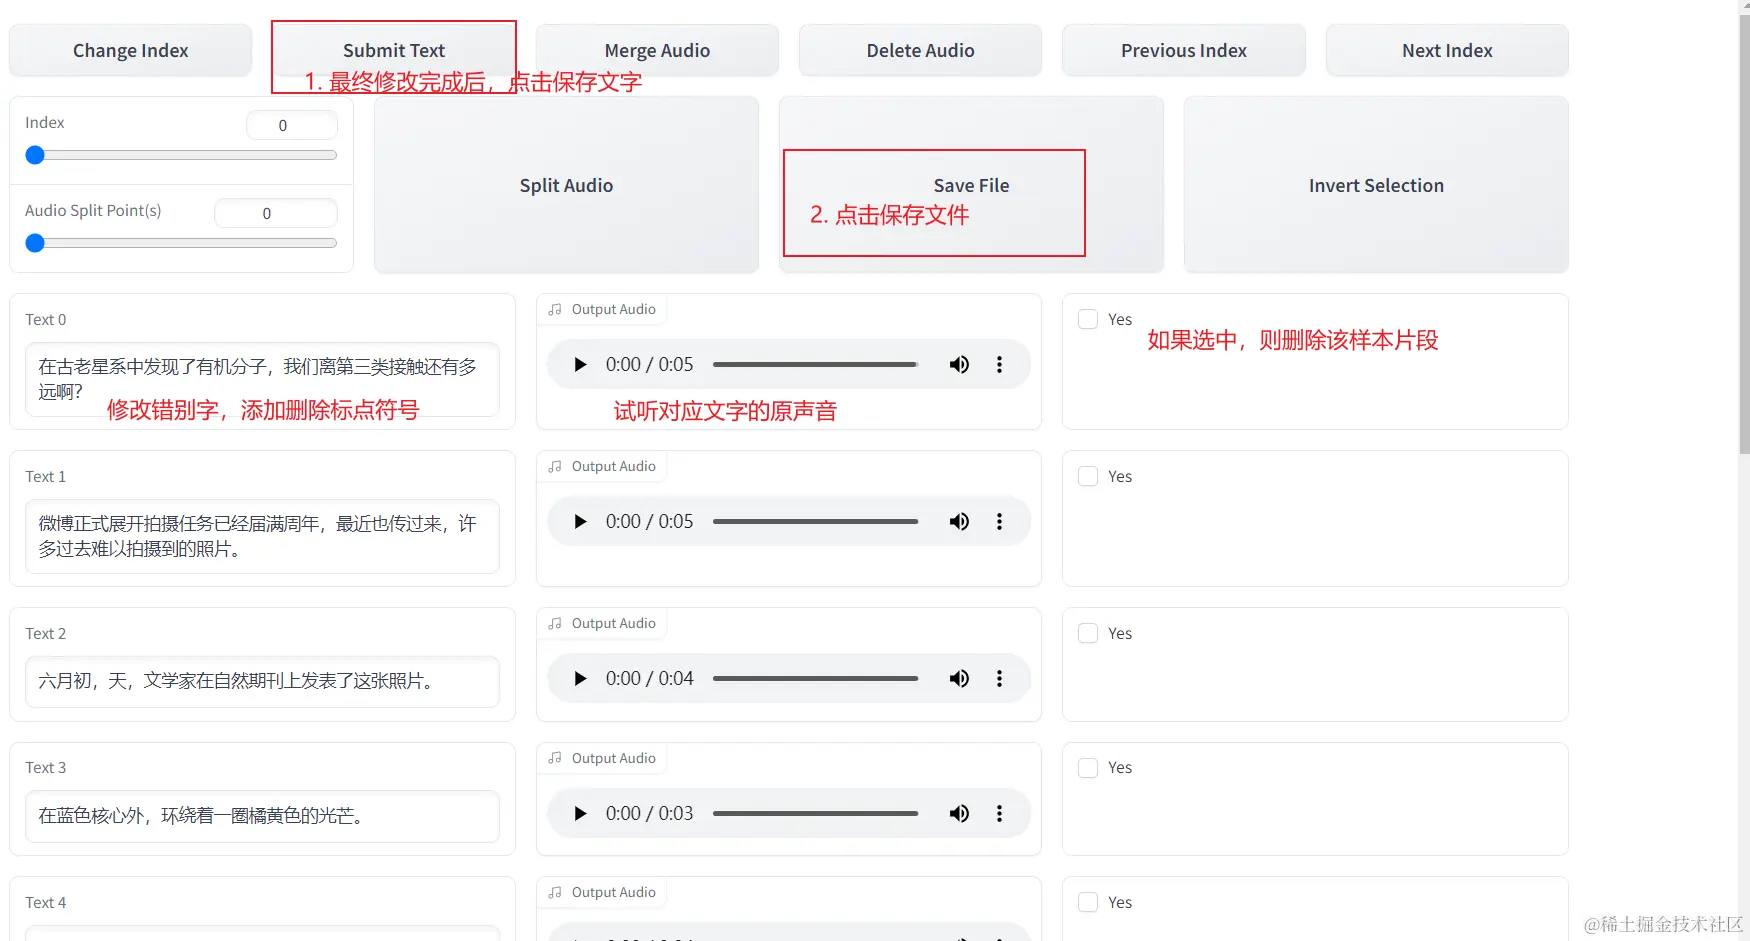 Change Index
Submit Text
Merge Audio
Delete Audio
Previous Index
Next Index
1. 最终修改完成后，点击保存文字
Index
0
Split Audio
Save File
Invert Selection
2. 点击保存文件
Audio Split Point(s)
0
Text 0
Output Audio
Yes
如果选中，则删除该样本片段
在古老星系中发现了有机分子，我们离第三类接触还有多
远啊？
0:00 / 0:05
修改错别字，添加删除标点符号
试听对应文字的原声音
Text 1
Output Audio
Yes
微博正式展开拍摄任务已经届满周年，最近也传过来，许
多过去难以拍摄到的照片。
0:00 / 0:05
Text 2
Output Audio
Yes
六月初，天，文学家在自然期刊上发表了这张照片。
0:00 / 0:04
Text 3
Output Audio
Yes
在蓝色核心外，环绕着一圈橘黄色的光芒。
0:00 / 0:03
Text 4
Output Audio
Yes
@稀土掘金技术社区